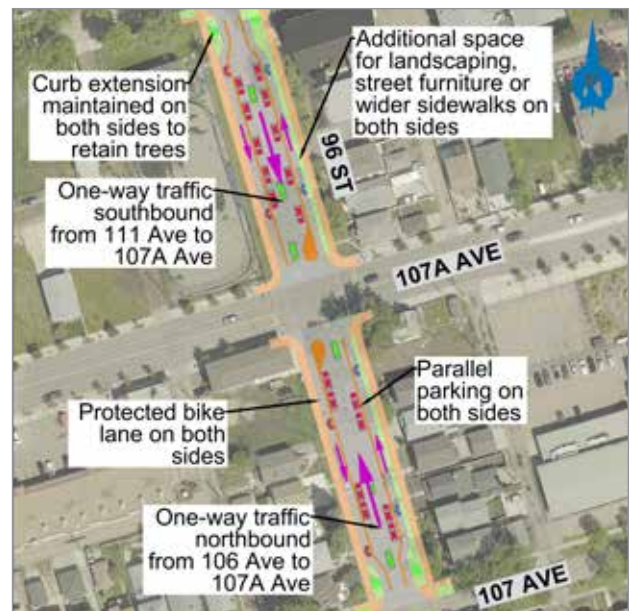 Curb extension
maintained on
both sides to
retain trees
Additional space
for landscaping,
street furniture or
wider sidewalks on
both sides
96 ST
One-way traffic
southbound
from 111 Ave to
107A Ave
107A AVE
Protected bike
lane on both
sides
Parallel
parking on
both sides
One-way traffic
northbound
from 106 Ave to
107A Ave
107 AVE